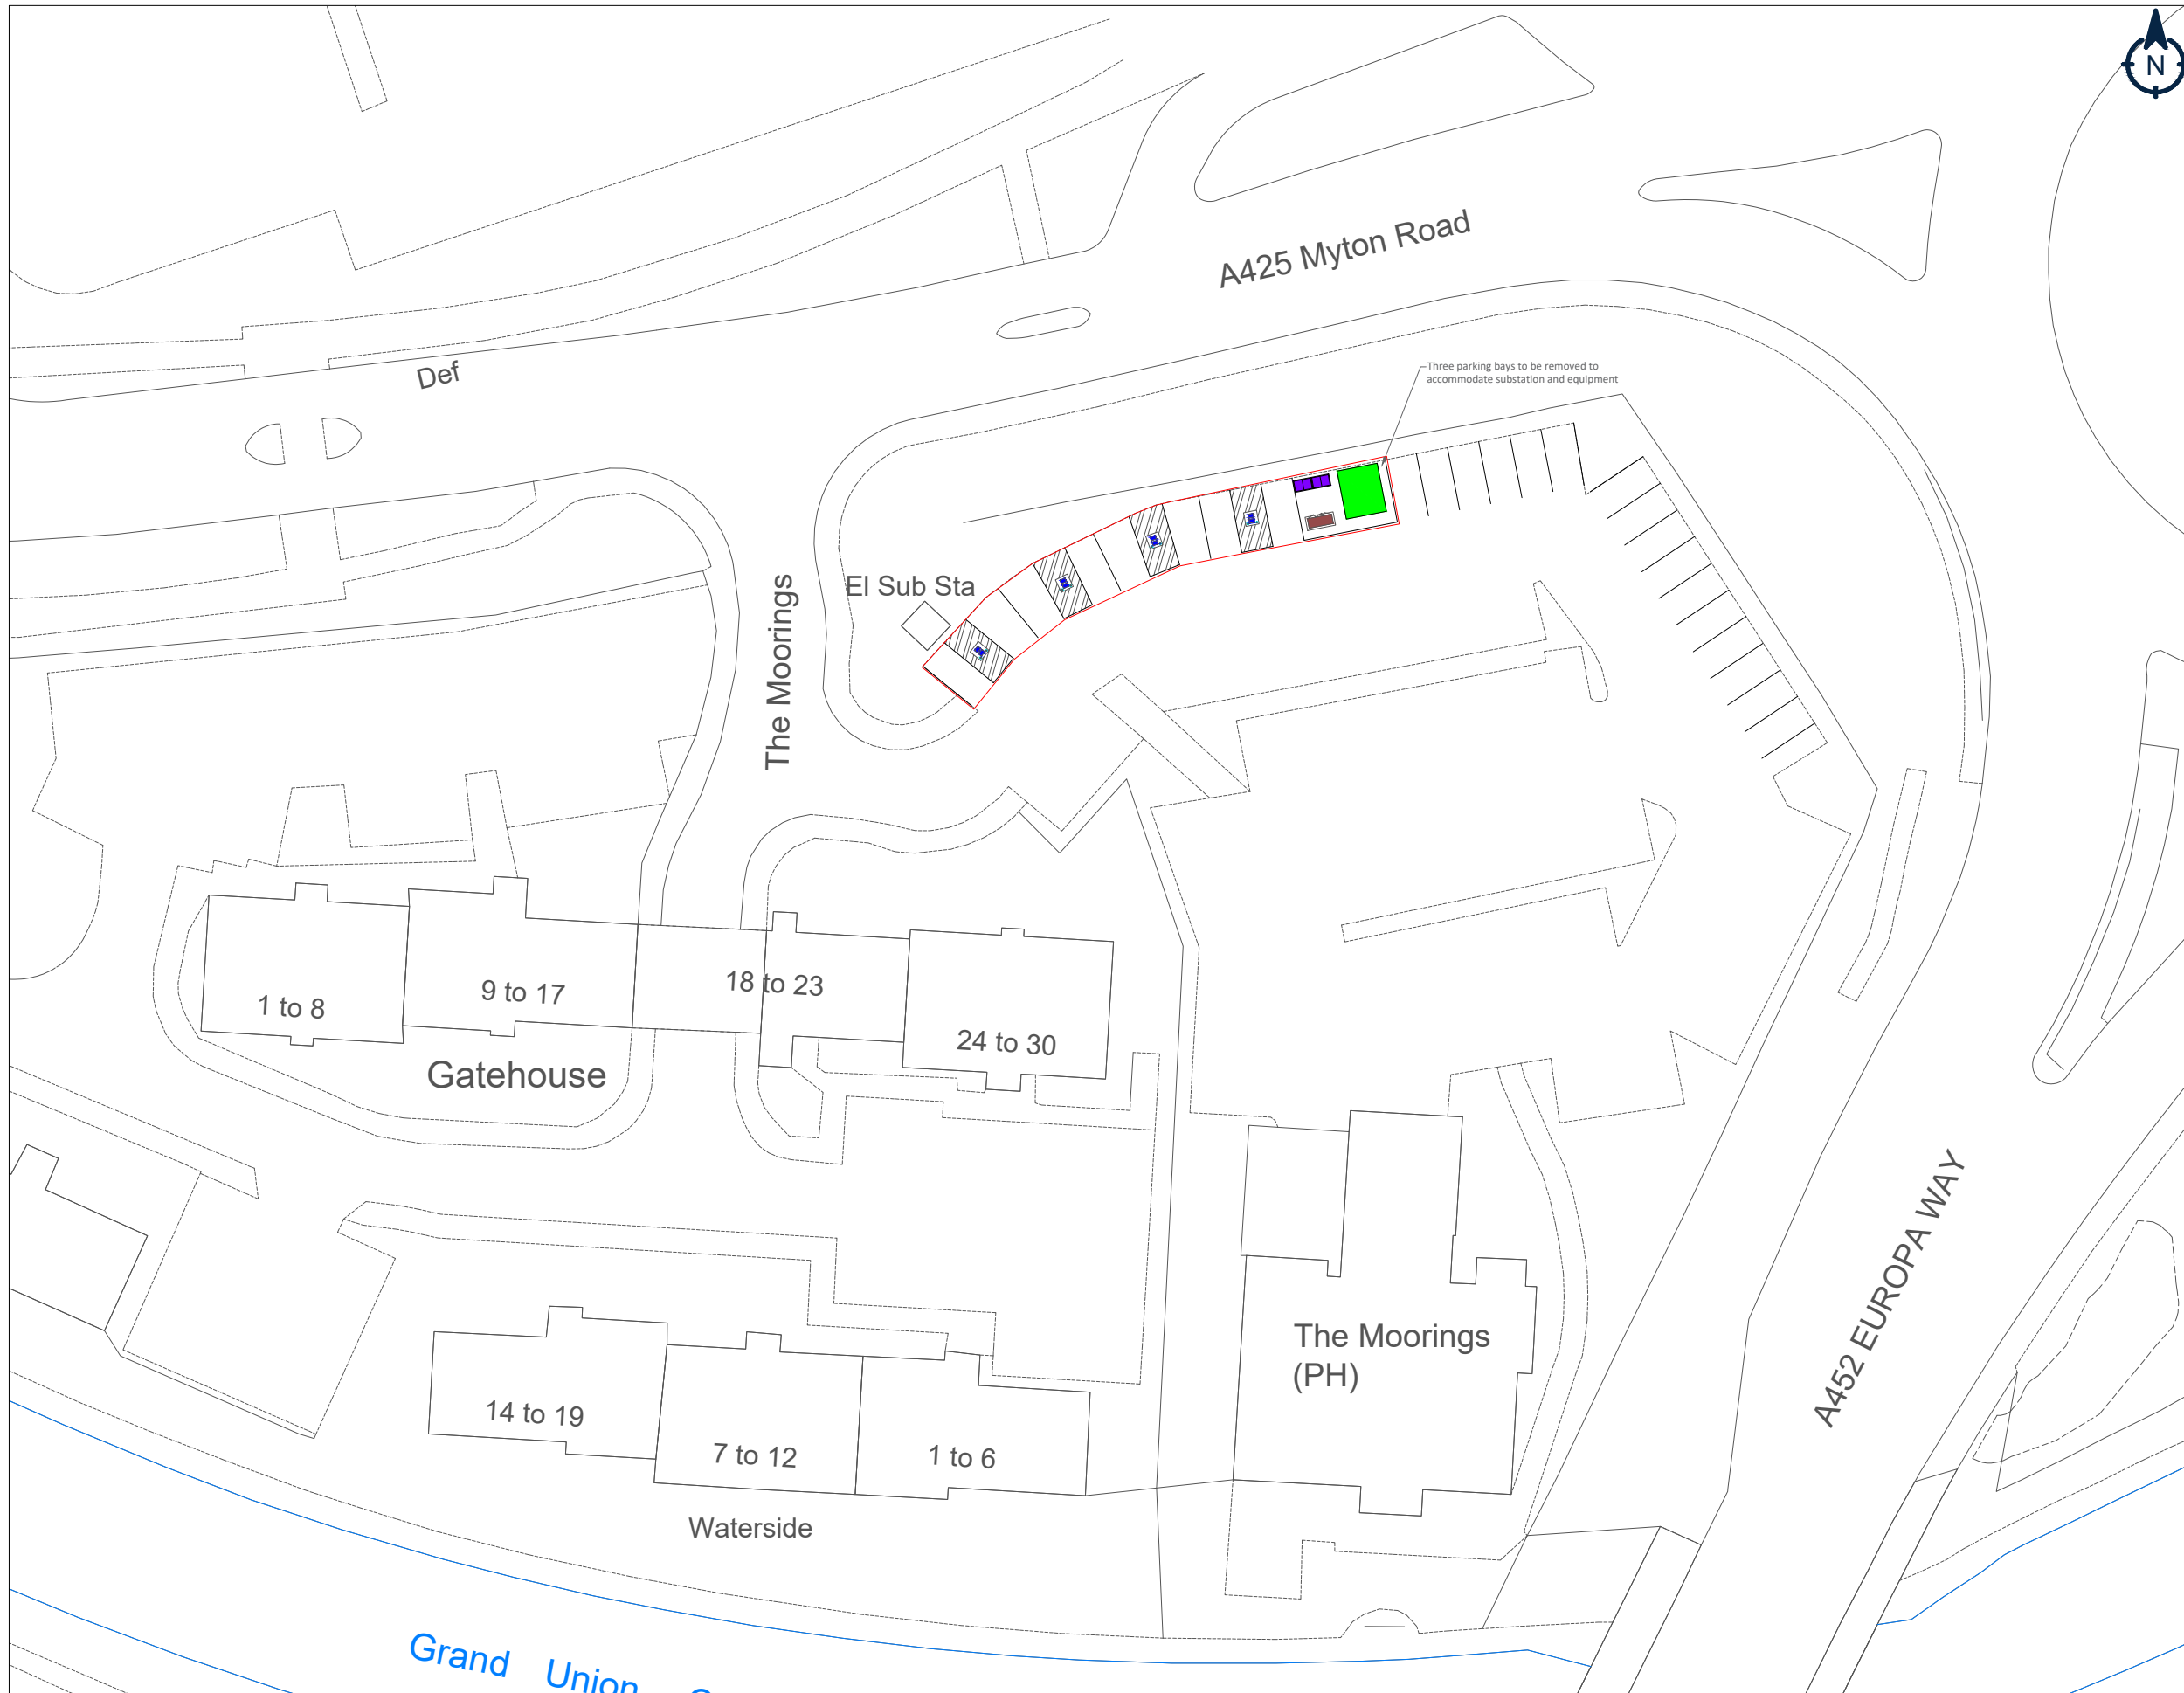 N
A425 Myton Road
Def
Three parking bays to be removed to
accommodate substation and equipment
El Sub Sta
The Moorings
1 to 8
9 to 17
18 to 23
24 to 30
Gatehouse
The Moorings
(PH)
A452 EUROPA WAY
14 to 19
7 to 12
1 to 6
Waterside
Grand Union